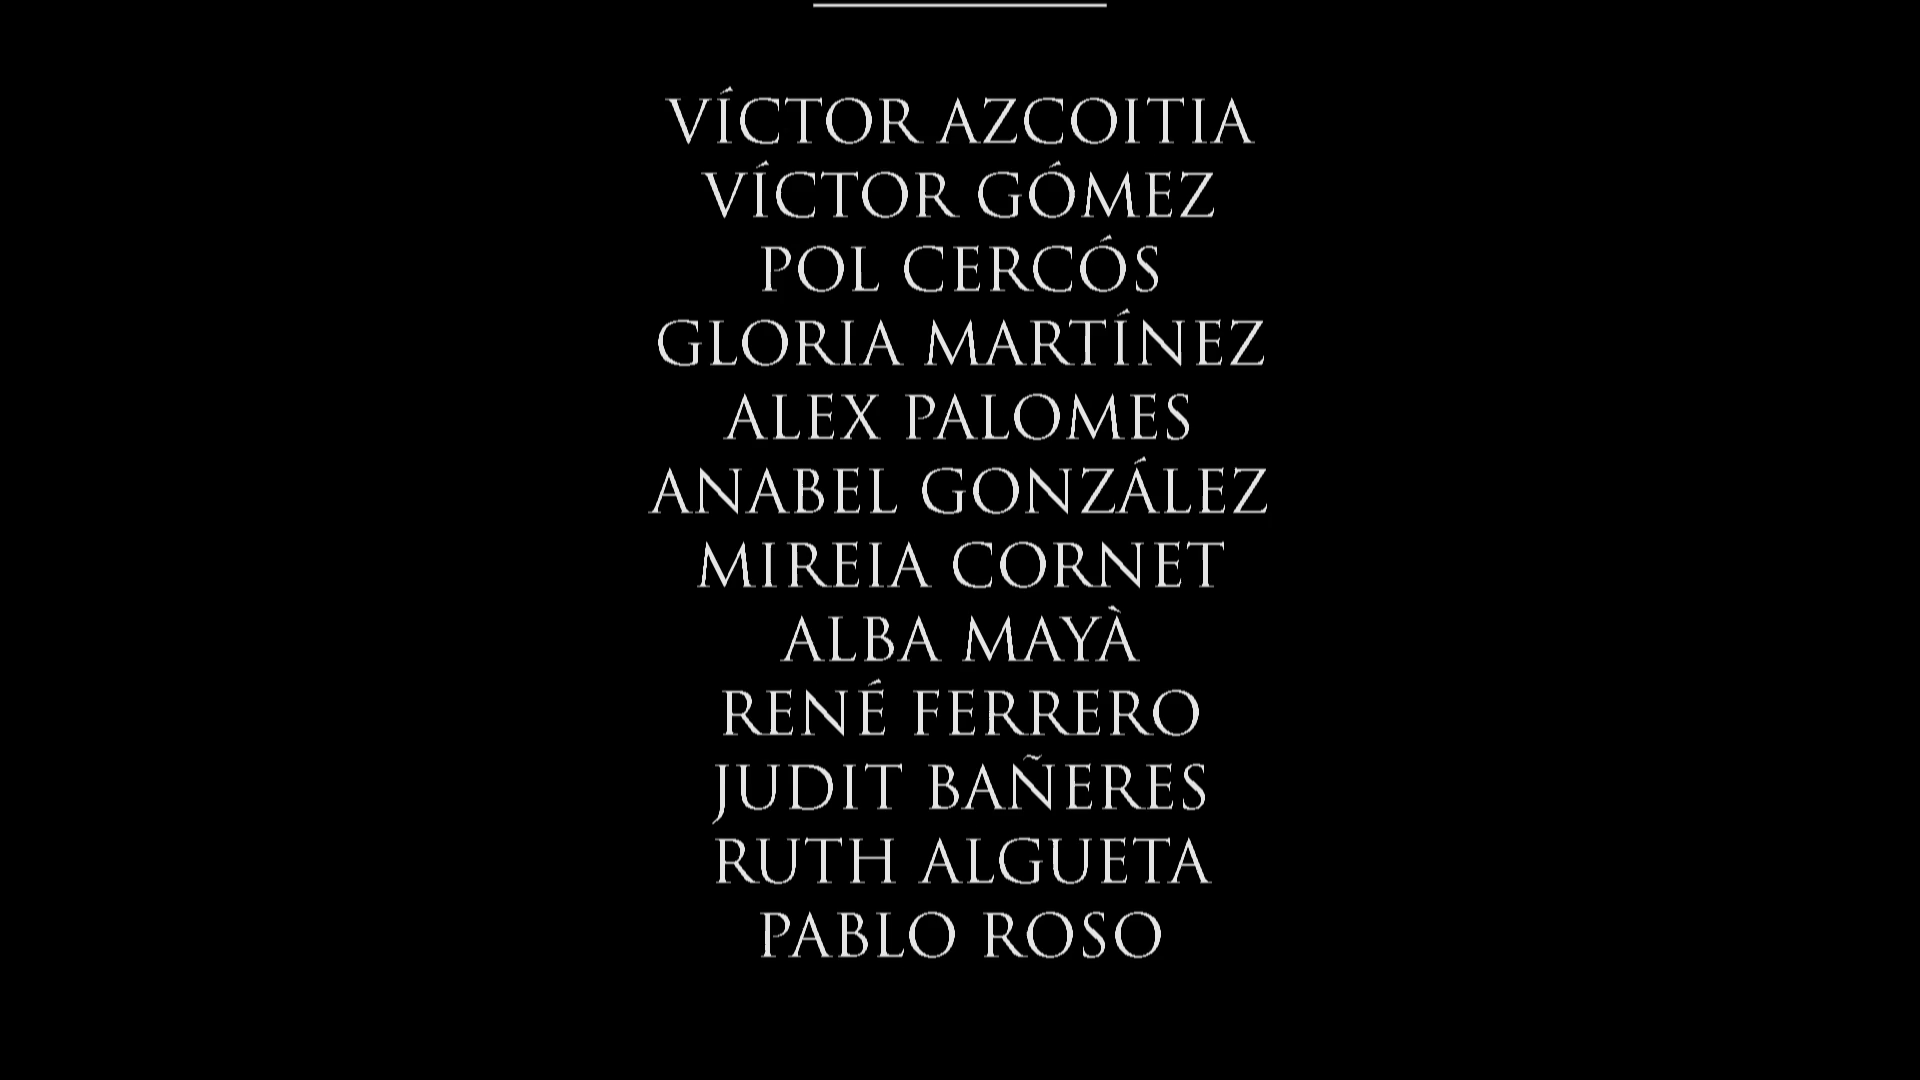 VÍCTOR AZCOITIA
VÍCTOR GÓMEZ
POL CERCÓS
GLORIA MARTÍNEZ
ALEX PALOMES
ANABEL GONZÁLEZ
MIREIA CORNET
ALBA MAYÀ
RENÉ FERRERO
JUDIT BAÑERES
RUTH ALGUETA
PABLO ROSO